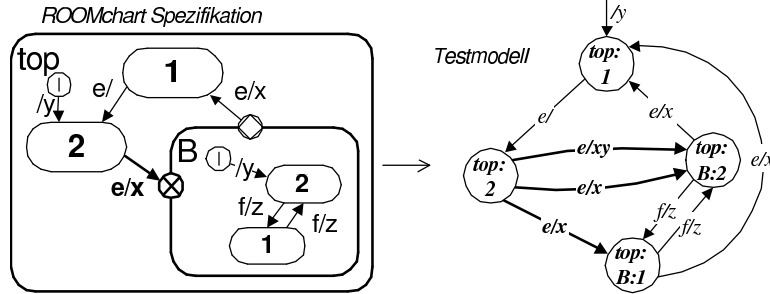 ROOMchart Spezifikation
top
I
/y
1
e/
e/x
2
e/x
B
I
/y
2
f/z
f/z
1
Testmodell
/y
top:
1
e/
e/x
e/x
top:
2
e/xy
e/x
e/x
top:
B:2
f/z
f/z
top:
B:1